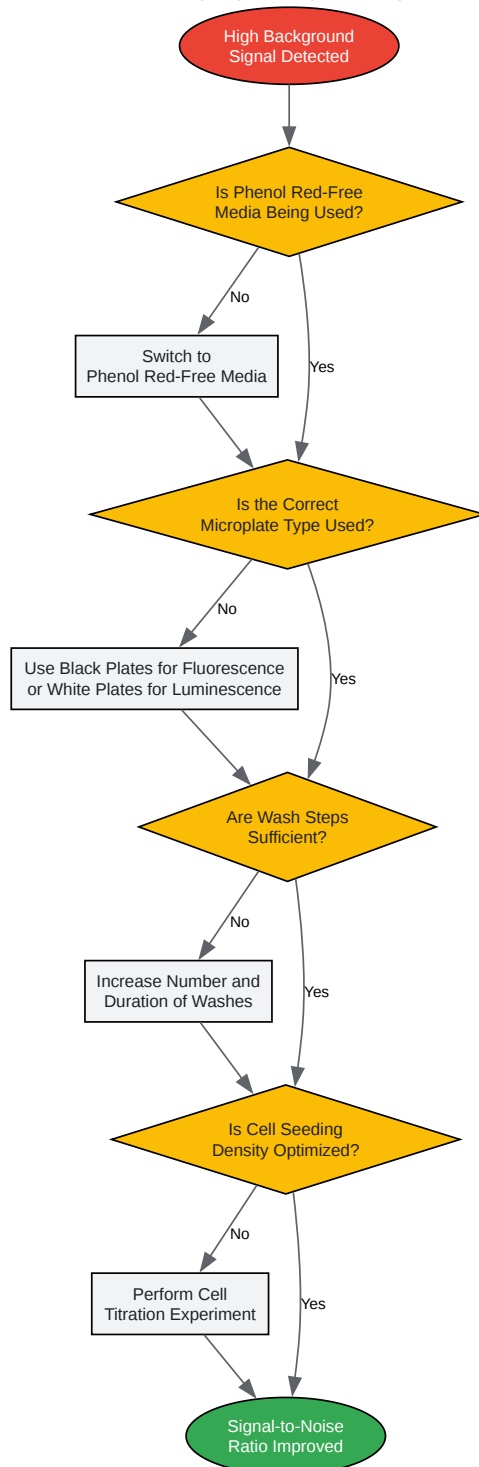 High Background
Signal Detected
Is Phenol Red-Free
Media Being Used?
No
Switch to
Phenol Red-Free Media
Yes
Is the Correct
Microplate Type Used?
No
Use Black Plates for Fluorescence
or White Plates for Luminescence
Yes
Are Wash Steps
Sufficient?
No
Increase Number and
Duration of Washes
Yes
Is Cell Seeding
Density Optimized?
No
Perform Cell
Titration Experiment
Yes
Signal-to-Noise
Ratio Improved